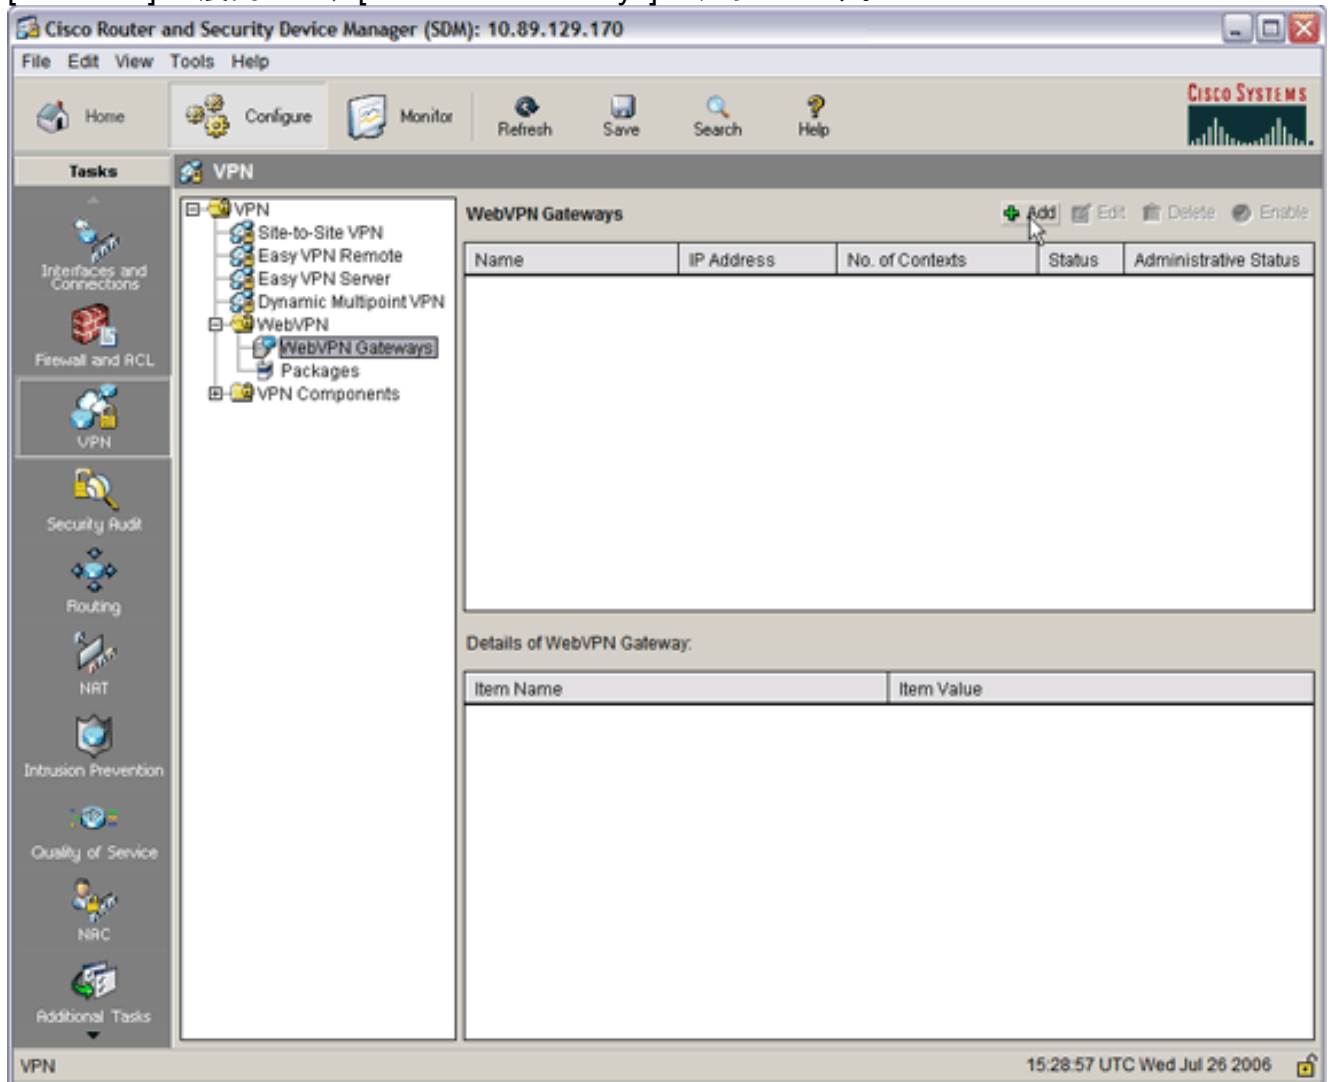 Cisco Router and Security Device Manager (SDM): 10.89.129.170
File Edit View Tools Help
Home Configure Monitor Refresh Save Search Help
CISCO SYSTEMS
Tasks
VPN
Interfaces and Connections
Firewall and ACL
VPN
Security Audit
Routing
NAT
Intrusion Prevention
Quality of Service
NAC
Additional Tasks
VPN
Site-to-Site VPN
Easy VPN Remote
Easy VPN Server
Dynamic Multipoint VPN
WebVPN
WebVPN Gateways
Packages
VPN Components
WebVPN Gateways
Add Edit Delete Enable
Name IP Address No. of Contexts Status Administrative Status
Details of WebVPN Gateway:
Item Name Item Value
VPN
15:28:57 UTC Wed Jul 26 2006